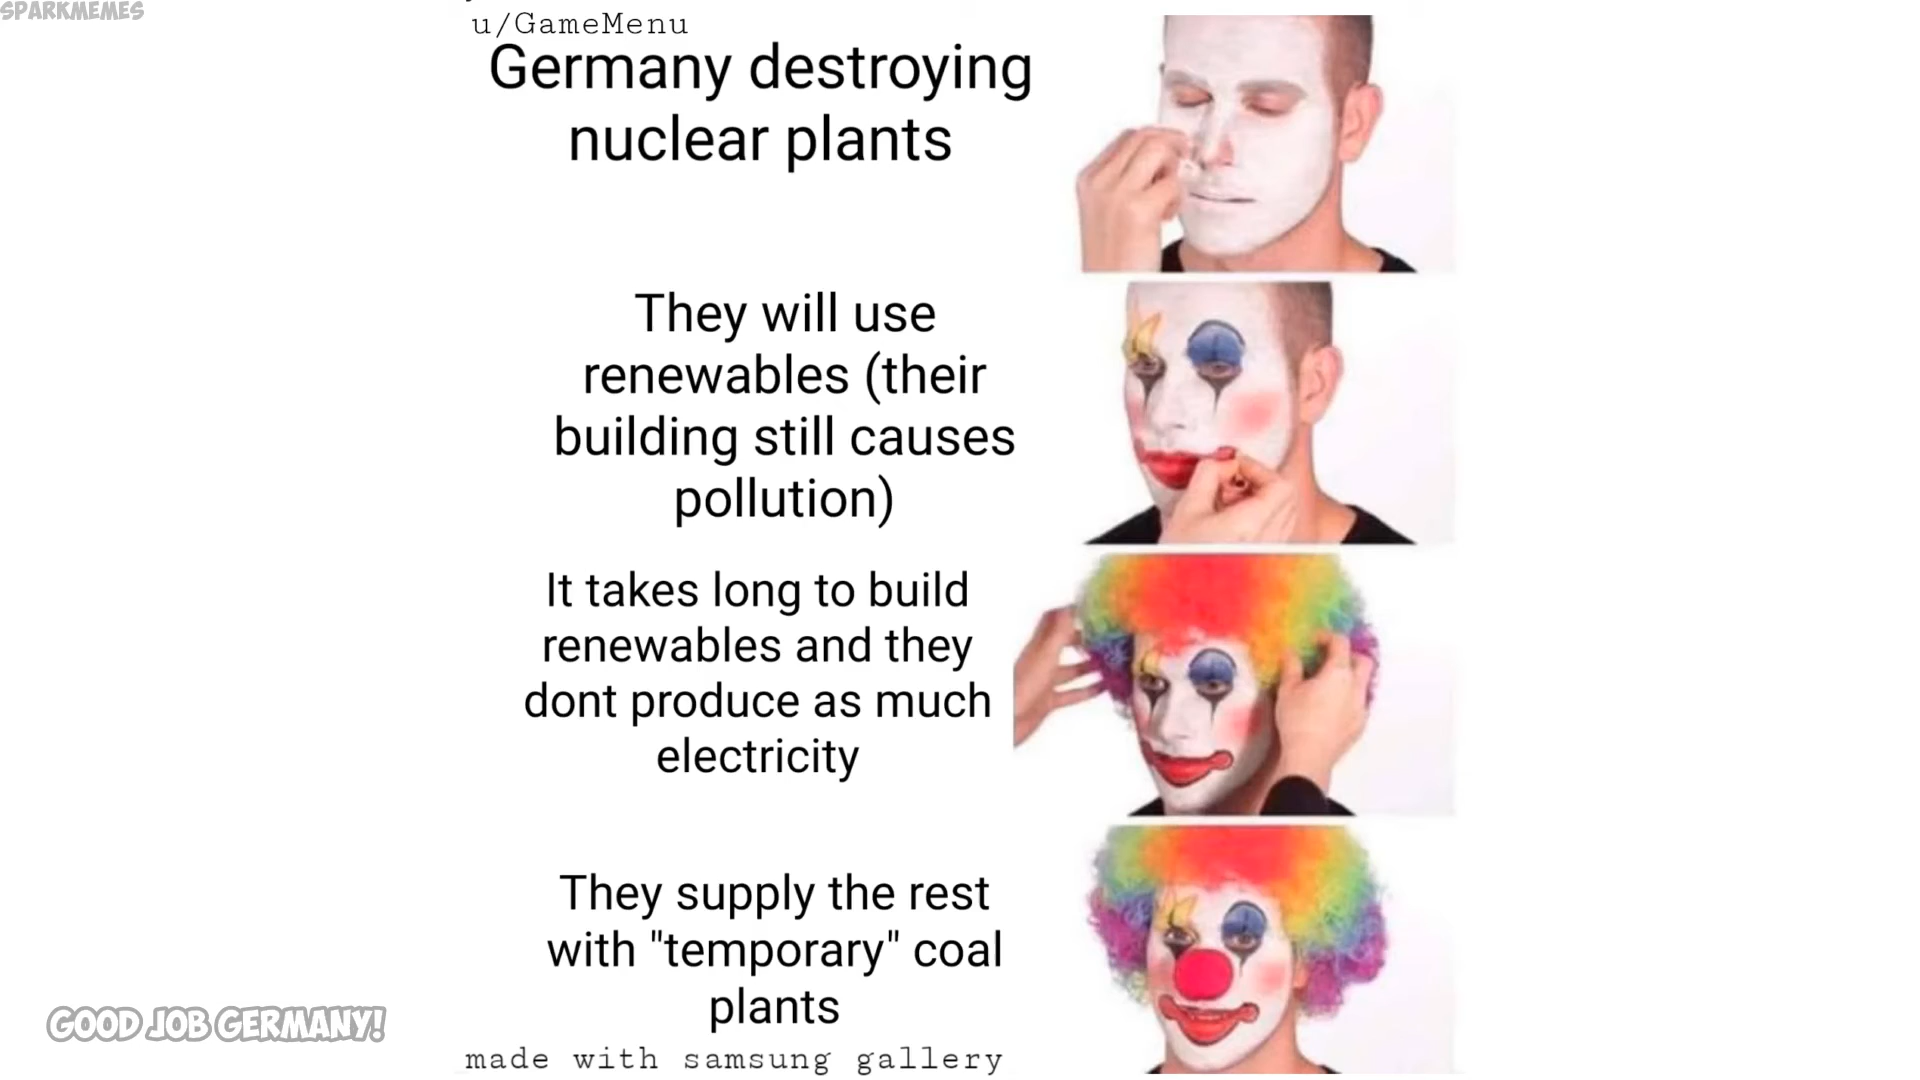 SPARKMEMES
u/GameMenu
Germany destroying
nuclear plants
They will use
renewables (their
building still causes
pollution)
It takes long to build
renewables and they
dont produce as much
electricity
They supply the rest
with "temporary" coal
plants
GOOD JOB GERMANY!
made with samsung gallery